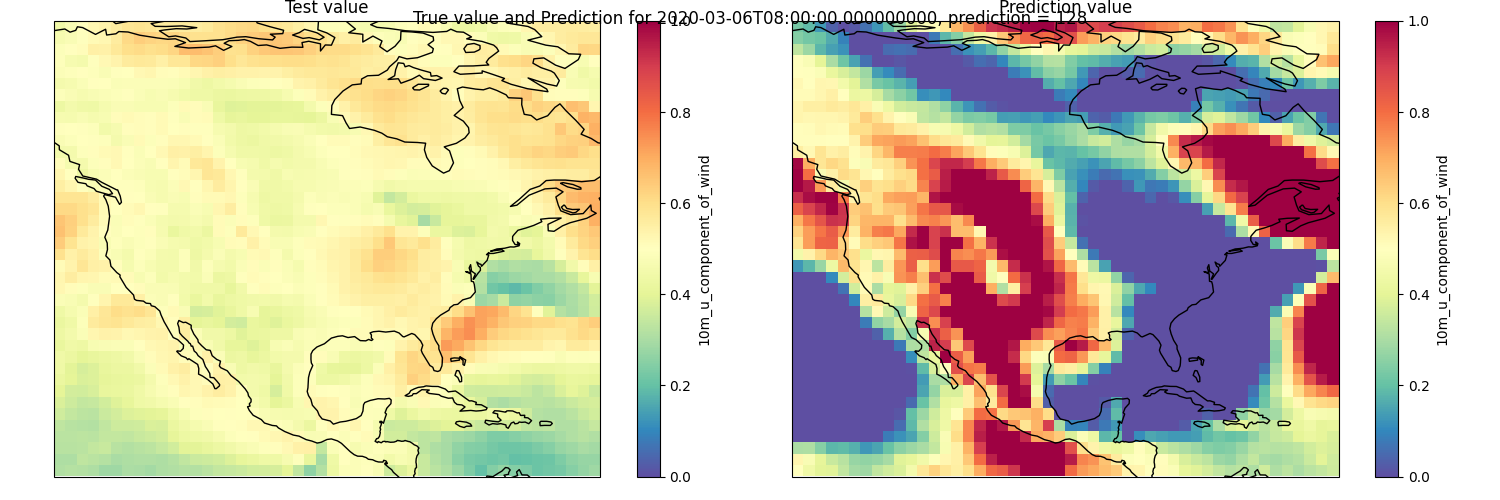 Test value
Prediction value
True value and Prediction for 2020-03-06T08:00:00.000000000, prediction = 128
1.0
0.8
0.6
0.4
0.2
0.0
10m_u_component_of_wind
1.0
0.8
0.6
0.4
0.2
0.0
10m_u_component_of_wind